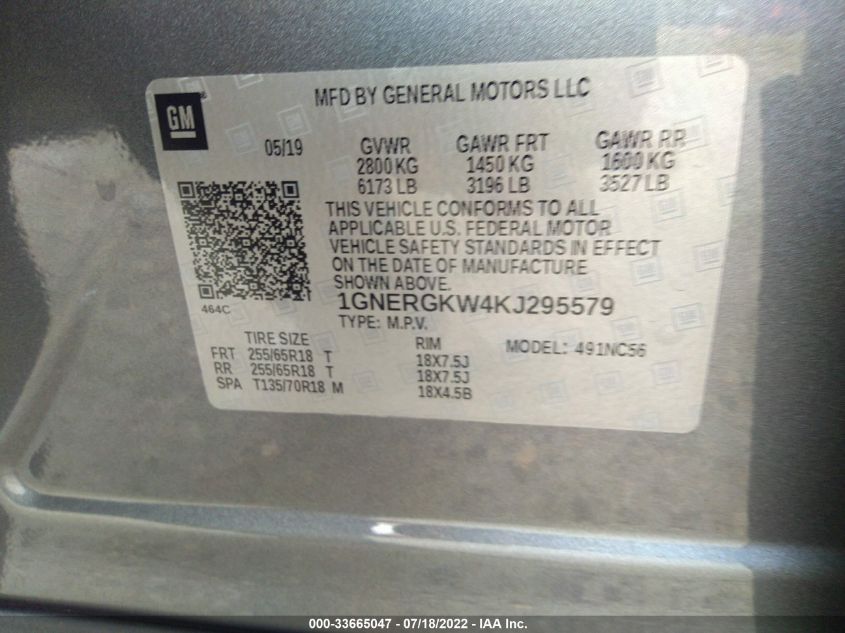 GM
MFD BY GENERAL MOTORS LLC
05/19 GVWR GAWR FRT GAWR RR
2800 KG 1450 KG 1600 KG
6173 LB 3196 LB 3527 LB
THIS VEHICLE CONFORMS TO ALL
APPLICABLE U.S. FEDERAL MOTOR
VEHICLE SAFETY STANDARDS IN EFFECT
ON THE DATE OF MANUFACTURE
SHOWN ABOVE.
464C
1GNERGKW4KJ295579
TYPE: M.P.V.
TIRE SIZE RIM MODEL: 491NC56
FRT 255/65R18 T 18X7.5J
RR 255/65R18 T 18X7.5J
SPA T135/70R18 M 18X4.5B
000-33665047 - 07/18/2022 - IAA Inc.